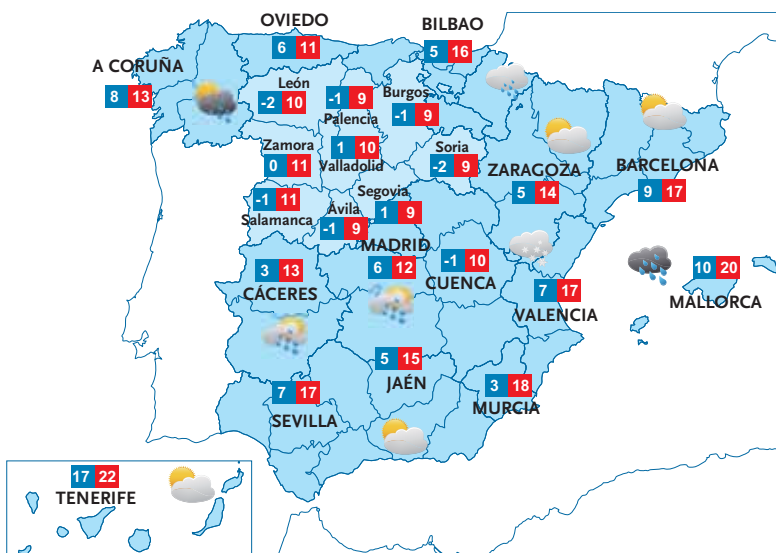 OVIEDO
6 11
BILBAO
5 16
A CORUÑA
8 13
León
-2 10
-1 9
Palencia
Burgos
-1 9
Zamora
0 11
1 10
Valladolid
Soria
-2 9
ZARAGOZA
5 14
BARCELONA
9 17
-1 11
Salamanca
Ávila
-1 9
Segovia
1 9
MADRID
6 12
-1 10
CUENCA
3 13
CÁCERES
7 17
VALENCIA
10 20
MALLORCA
5 15
JAÉN
3 18
MURCIA
7 17
SEVILLA
17 22
TENERIFE